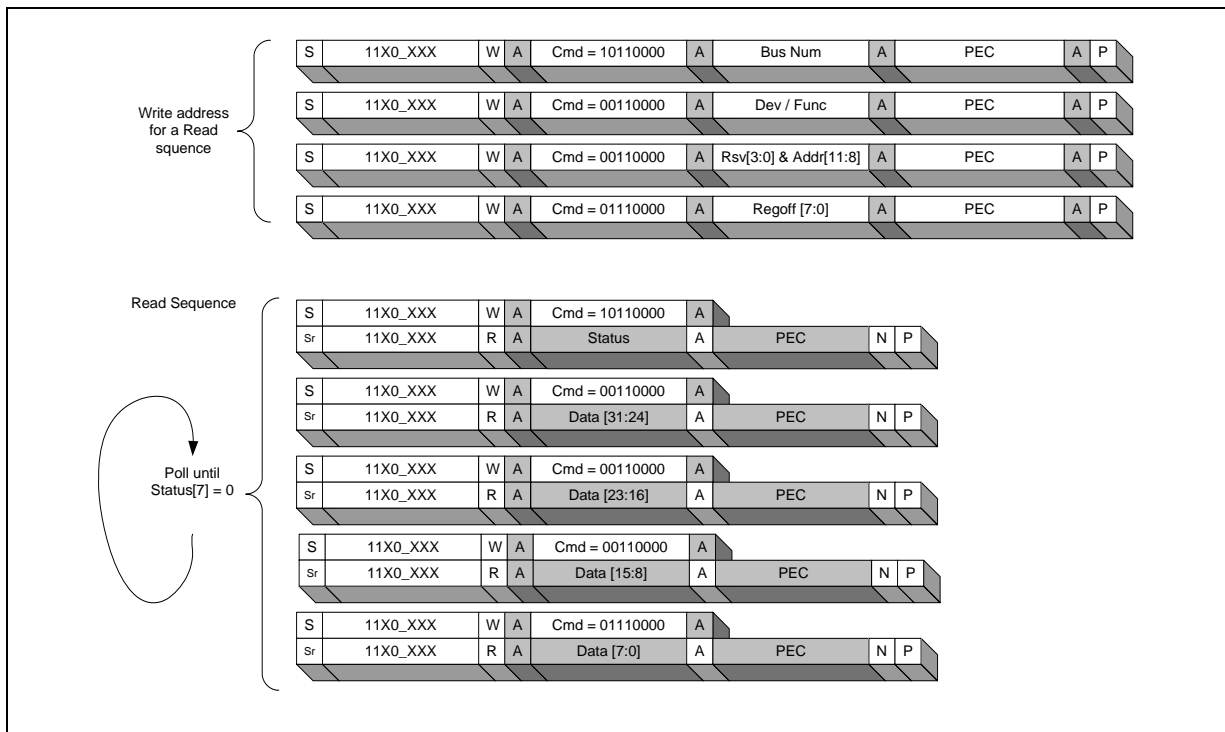 S 11X0_XXX W A Cmd = 10110000 A Bus Num A PEC A P
S 11X0_XXX W A Cmd = 00110000 A Dev / Func A PEC A P
Write address
for a Read
squence
S 11X0_XXX W A Cmd = 00110000 A Rsv[3:0] & Addr[11:8] A PEC A P
S 11X0_XXX W A Cmd = 01110000 A Regoff [7:0] A PEC A P
Read Sequence
S 11X0_XXX W A Cmd = 10110000 A
Sr 11X0_XXX R A Status A PEC N P
S 11X0_XXX W A Cmd = 00110000 A
Sr 11X0_XXX R A Data [31:24] A PEC N P
Poll until
Status[7] = 0
S 11X0_XXX W A Cmd = 00110000 A
Sr 11X0_XXX R A Data [23:16] A PEC N P
S 11X0_XXX W A Cmd = 00110000 A
Sr 11X0_XXX R A Data [15:8] A PEC N P
S 11X0_XXX W A Cmd = 01110000 A
Sr 11X0_XXX R A Data [7:0] A PEC N P